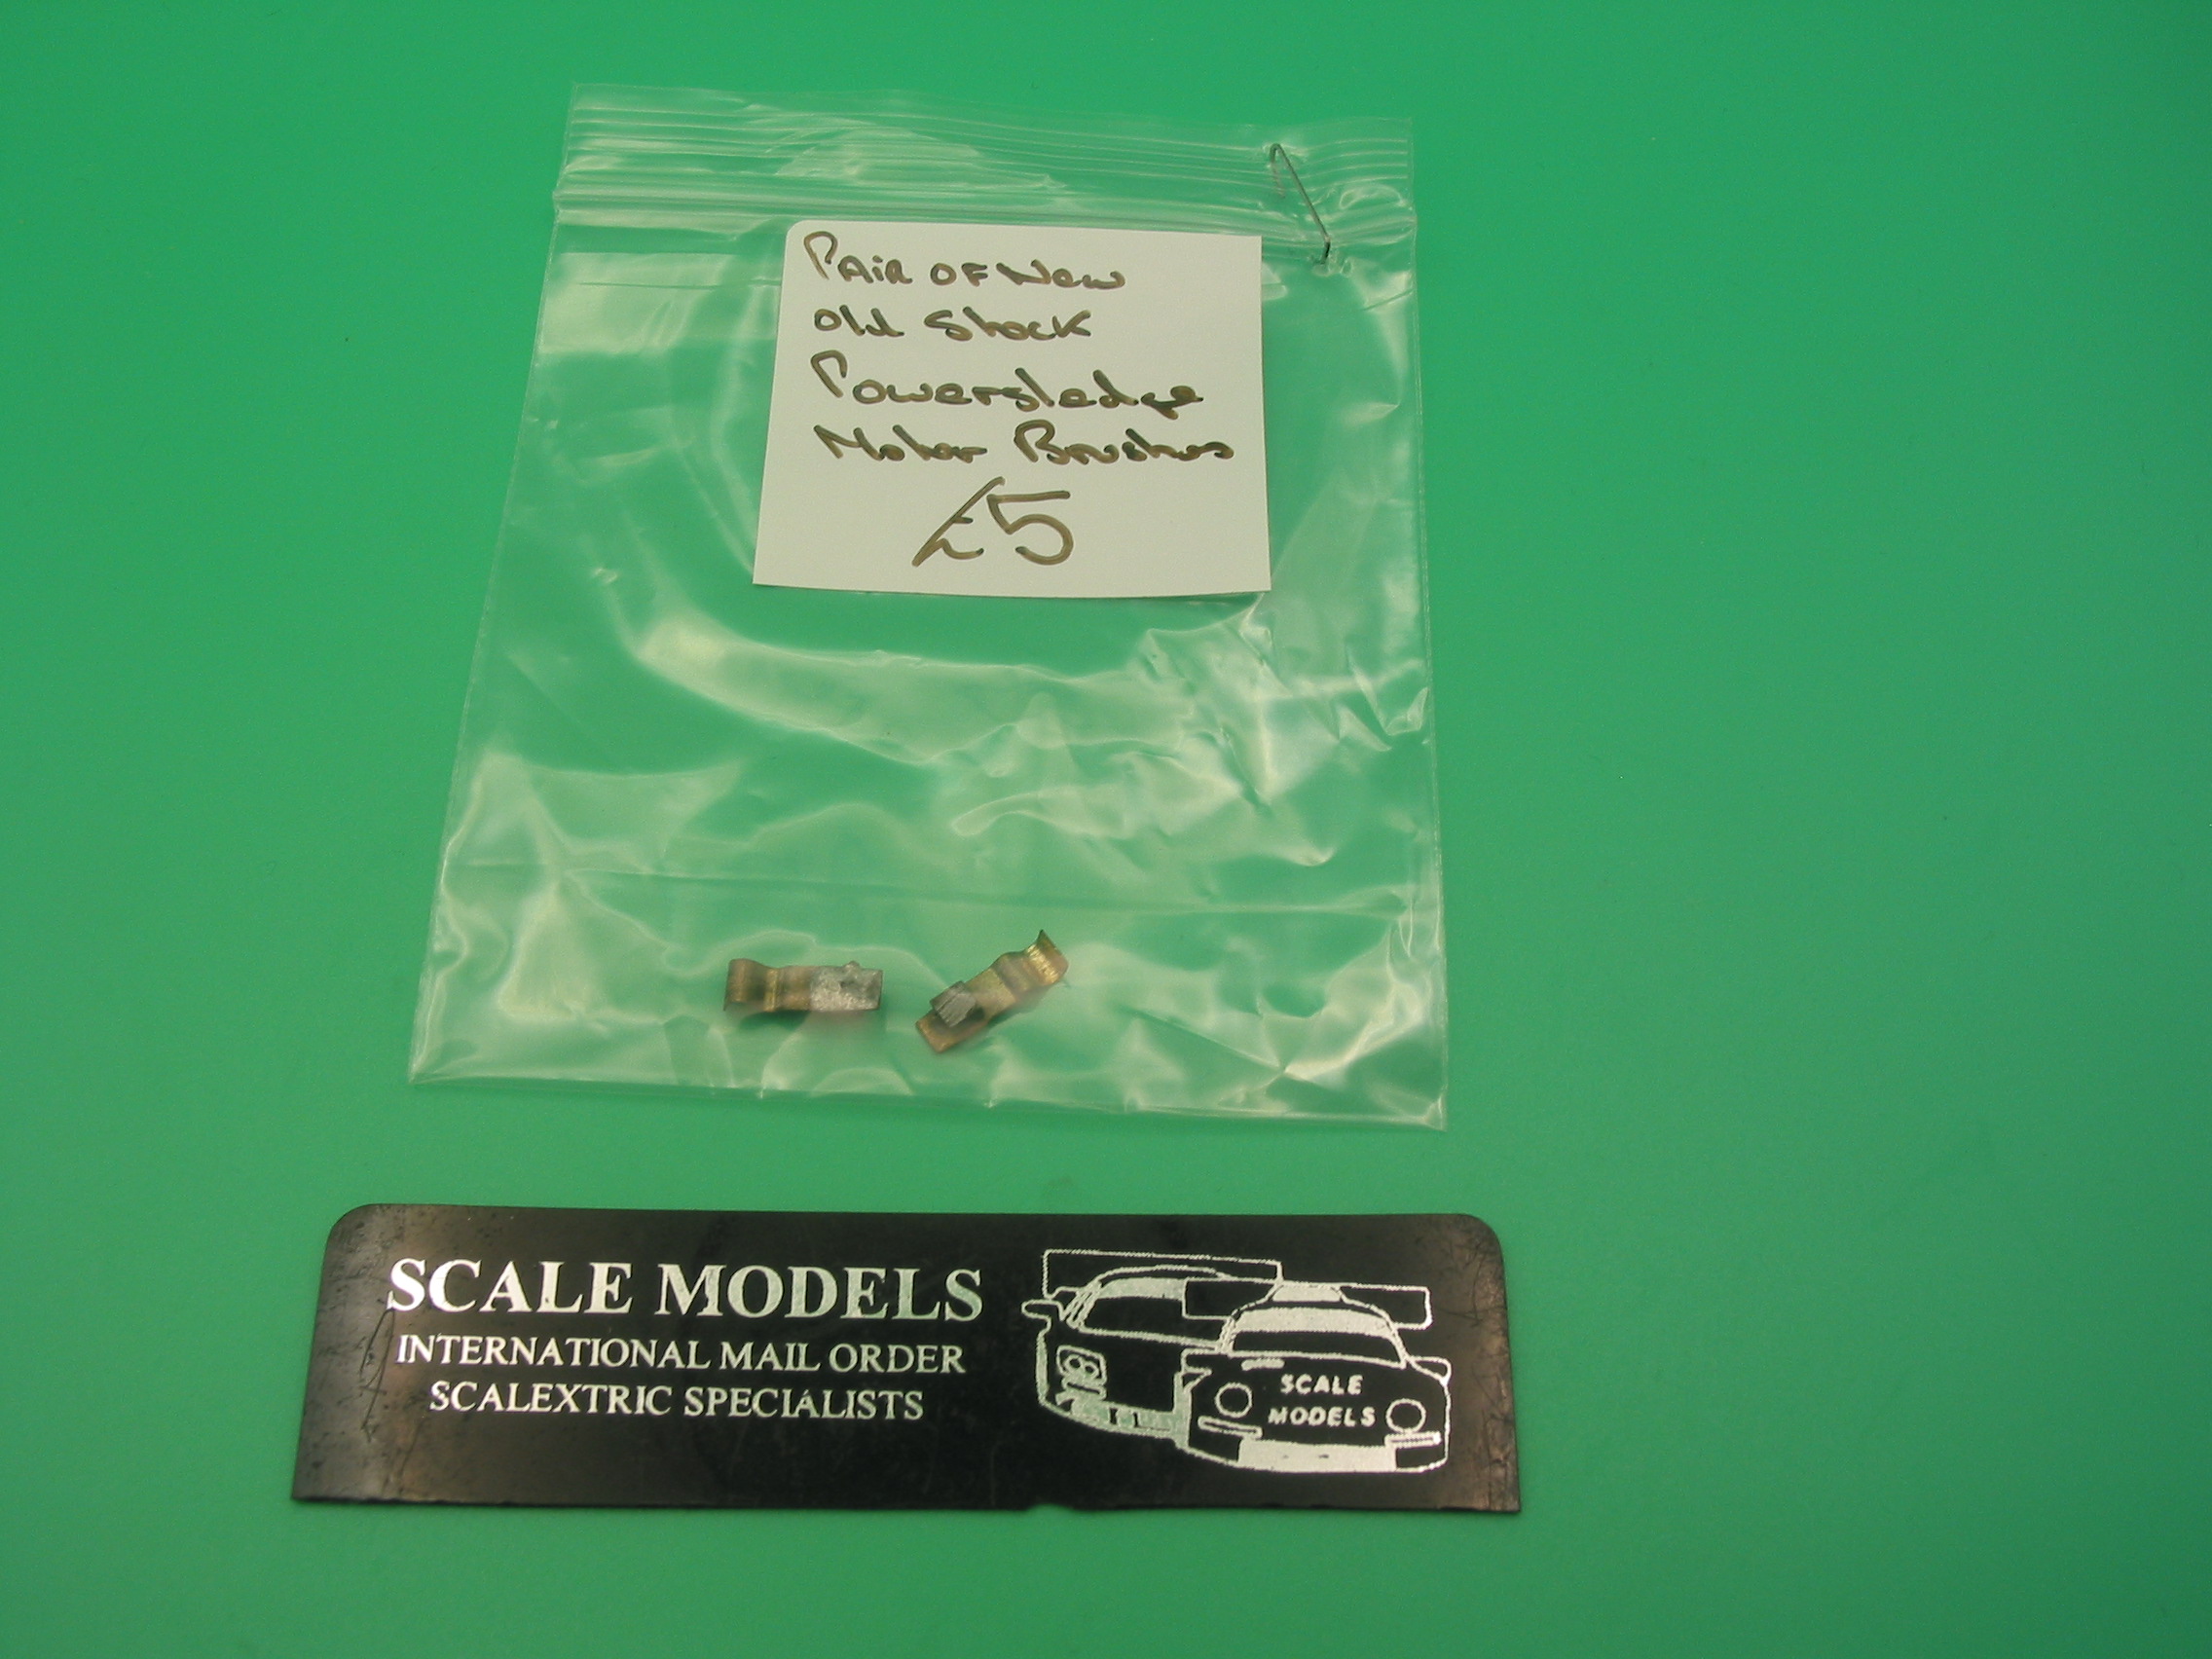 PAiR OF New
Old Stock
Powersledge
Motor Brushes
£5
SCALE MODELS
INTERNATIONAL MAIL ORDER
SCALEXTRIC SPECIALISTS
SCALE
MODELS